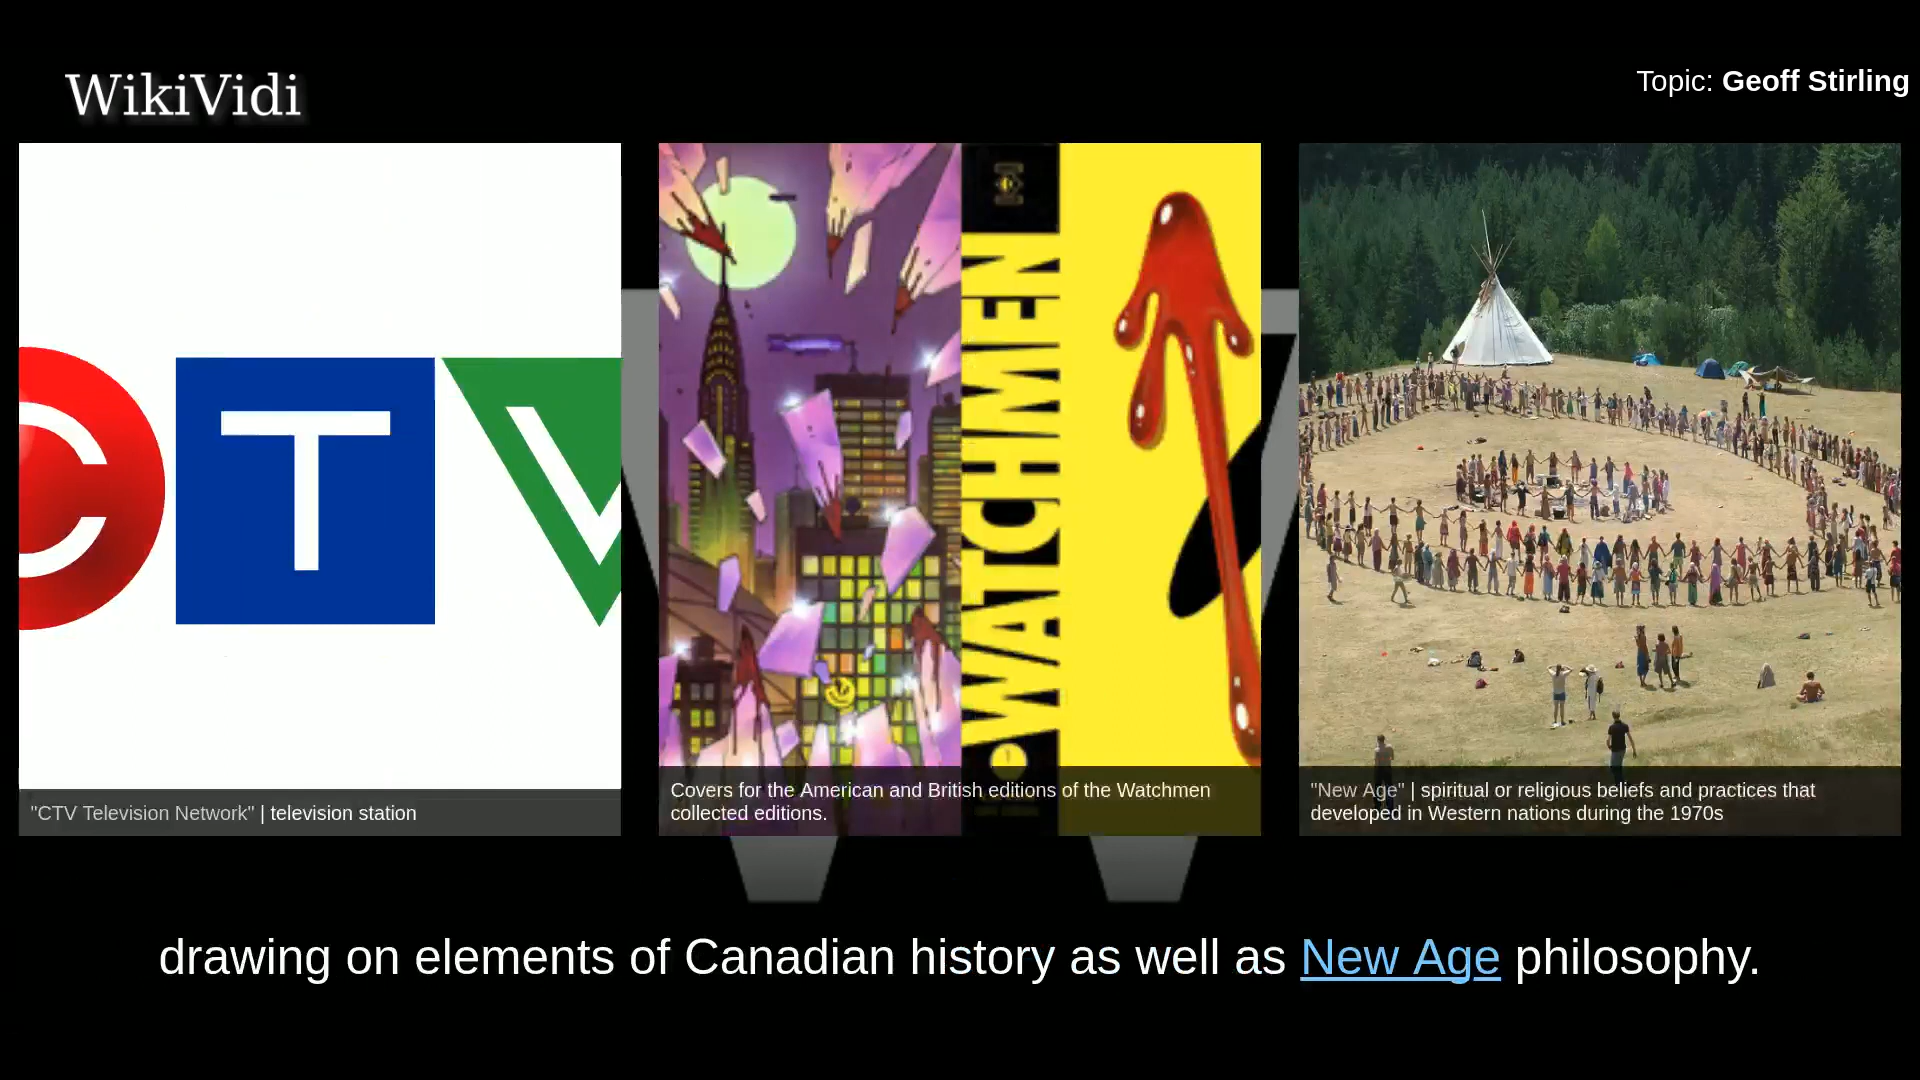 WikiVidi
Topic: Geoff Stirling
CTV
WATCHMEN
"CTV Television Network" | television station
Covers for the American and British editions of the Watchmen
collected editions.
"New Age" | spiritual or religious beliefs and practices that
developed in Western nations during the 1970s
drawing on elements of Canadian history as well as New Age philosophy.